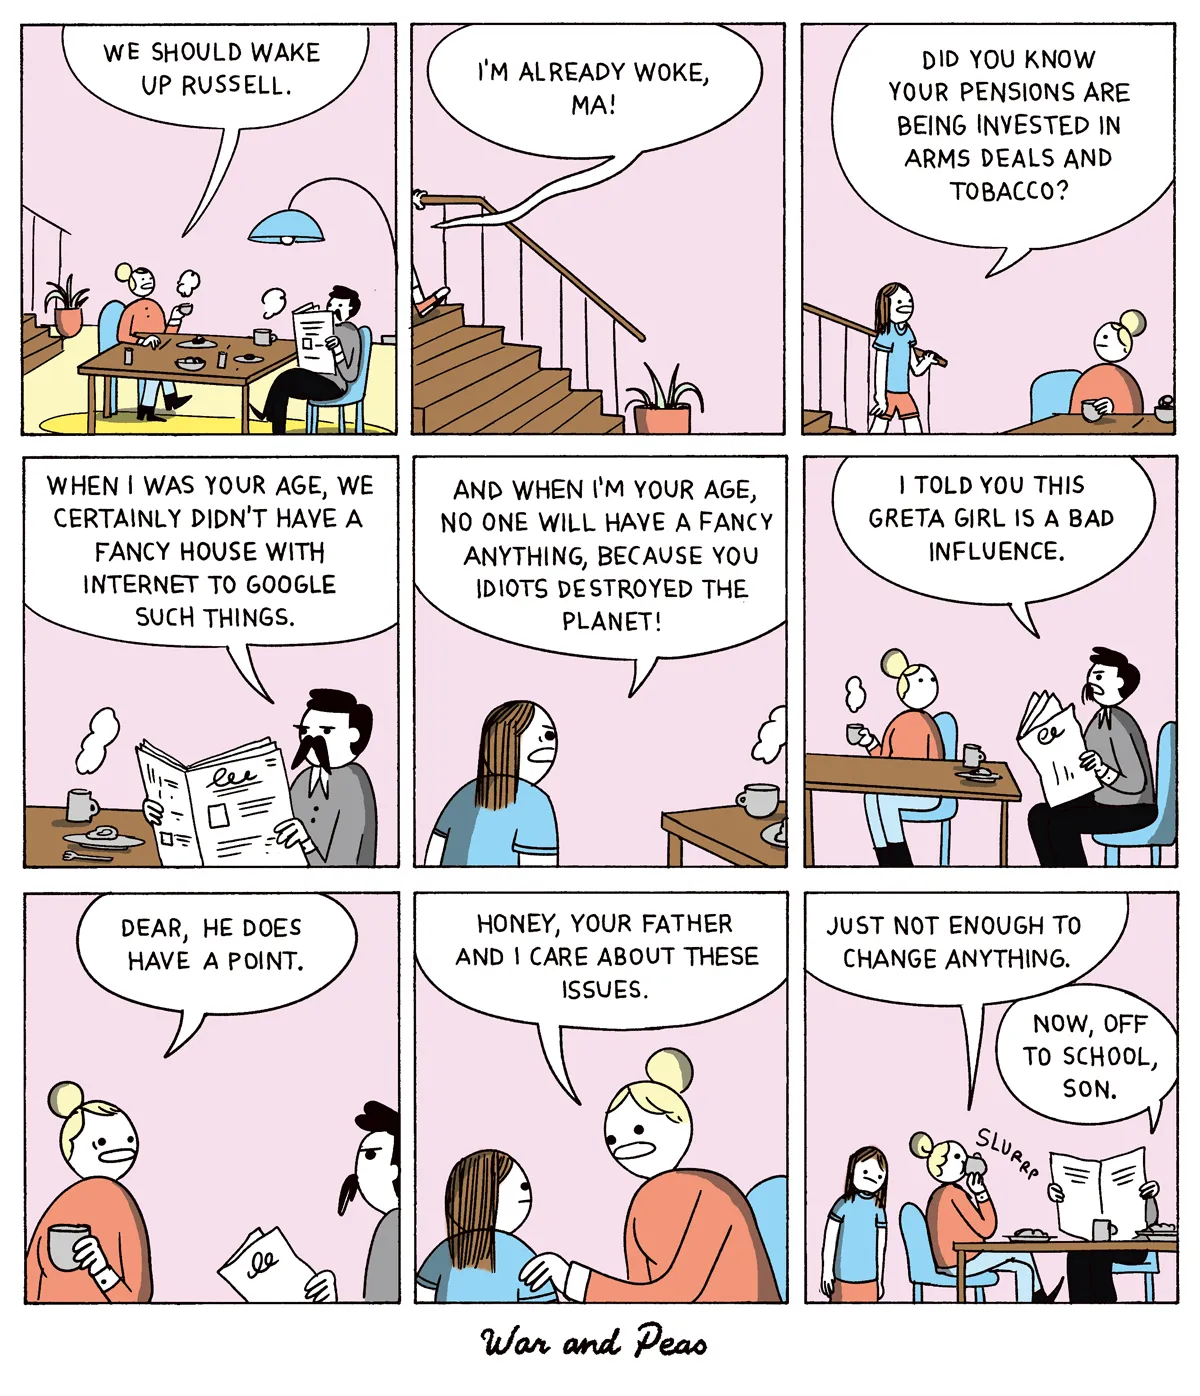 WE SHOULD WAKE
UP RUSSELL.
I'M ALREADY WOKE,
MA!
DID YOU KNOW
YOUR PENSIONS ARE
BEING INVESTED IN
ARMS DEALS AND
TOBACCO?
WHEN I WAS YOUR AGE, WE
CERTAINLY DIDN'T HAVE A
FANCY HOUSE WITH
INTERNET TO GOOGLE
SUCH THINGS.
AND WHEN I'M YOUR AGE,
NO ONE WILL HAVE A FANCY
ANYTHING, BECAUSE YOU
IDIOTS DESTROYED THE
PLANET!
I TOLD YOU THIS
GRETA GIRL IS A BAD
INFLUENCE.
DEAR, HE DOES
HAVE A POINT.
HONEY, YOUR FATHER
AND I CARE ABOUT THESE
ISSUES.
JUST NOT ENOUGH TO
CHANGE ANYTHING.
NOW, OFF
TO SCHOOL,
SON.
SLURRP
War and Peas